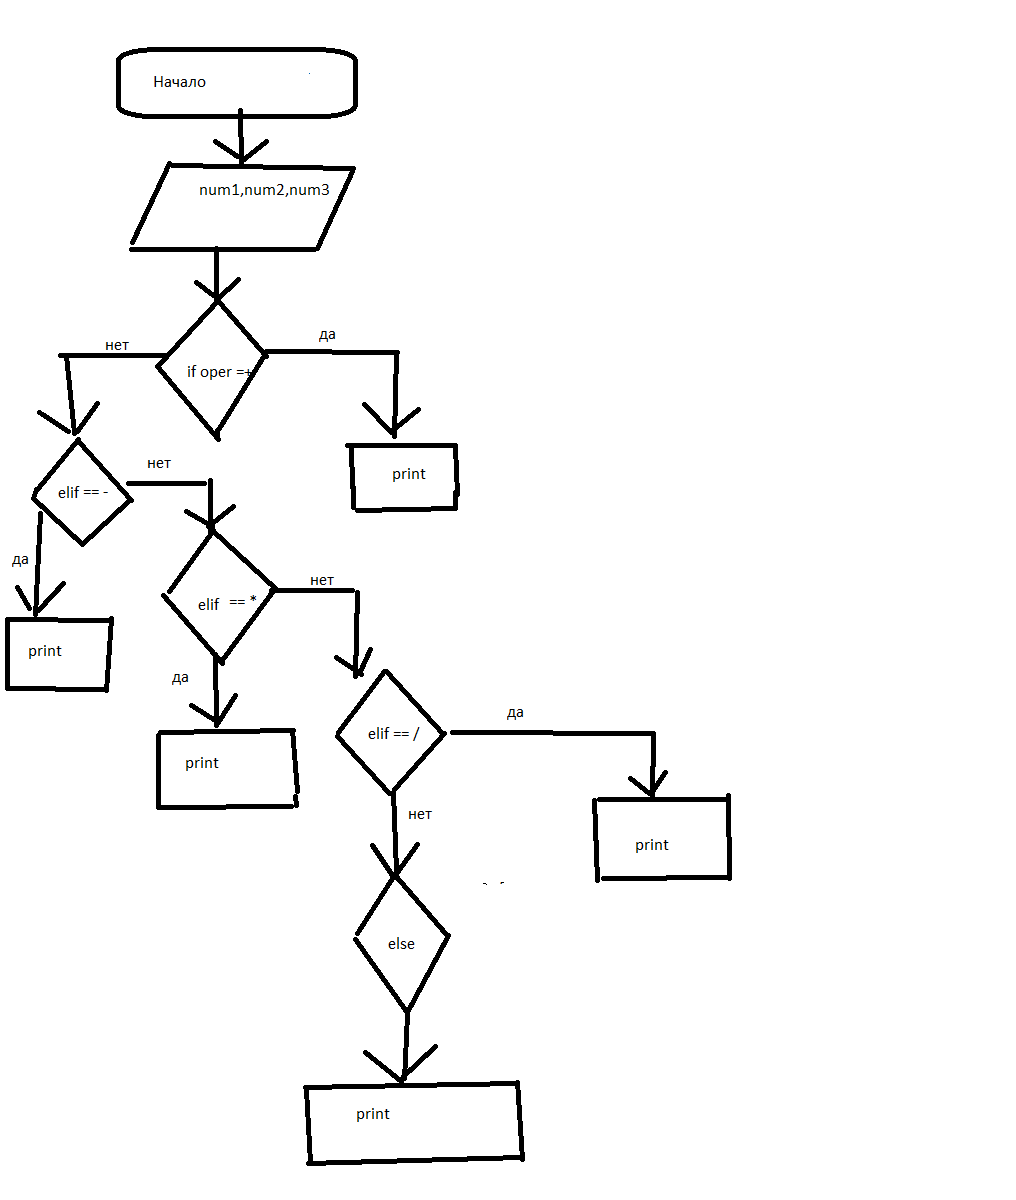 Начало
num1,num2,num3
нет
да
if oper =+
print
elif == -
нет
да
print
elif == *
нет
да
print
elif == /
да
print
нет
else
print